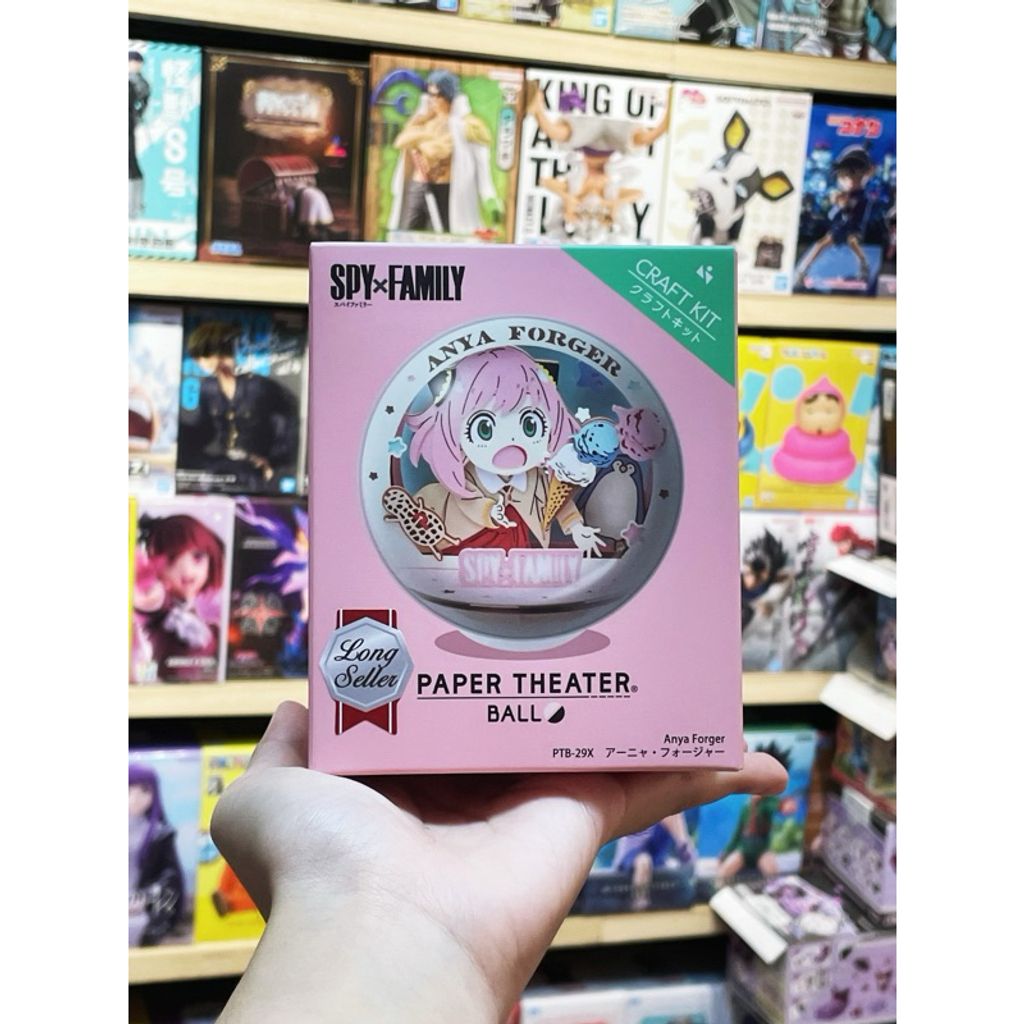 KING OF
SPY×FAMILY
スパイファミリー
CRAFT KIT
クラフトキット
ANYA FORGER
SPY×FAMILY
Long
Seller
PAPER THEATER®
BALL
Anya Forger
PTB-29X アーニャ・フォージャー